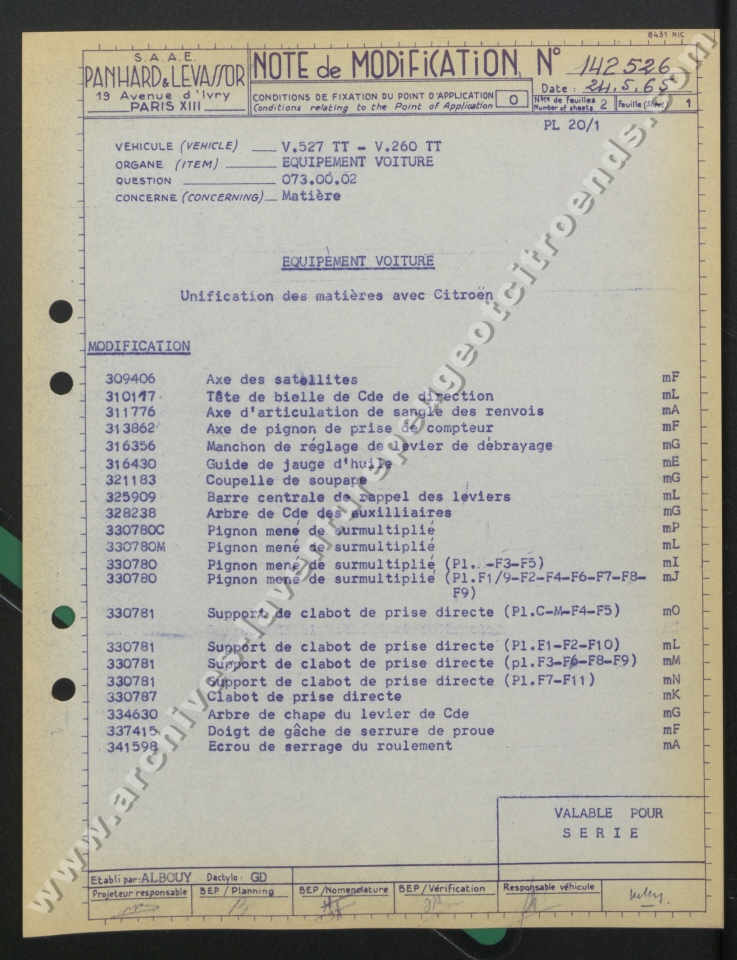 8431 NIC
S.A.A.E.
PANHARD & LEVASSOR
19 Avenue d'Ivry
PARIS XIII
NOTE de MODIFICATION N° 142526
CONDITIONS DE FIXATION DU POINT D'APPLICATION
Conditions relating to the Point of Application
O
Date : 24.5.65
Nbre de Feuilles
Number of sheets 2
Feuille (Sheet) 1
PL 20/1
VÉHICULE (VEHICLE) V.527 TT - V.260 TT
ORGANE (ITEM) EQUIPEMENT VOITURE
QUESTION 073.00.02
CONCERNE (CONCERNING) Matière
EQUIPEMENT VOITURE
Unification des matières avec Citroën
MODIFICATION
309406 Axe des satellites mF
310117 Tête de bielle de Cde de direction mL
311776 Axe d'articulation de sangle des renvois mA
313862 Axe de pignon de prise de compteur mF
316356 Manchon de réglage de levier de débrayage mG
316430 Guide de jauge d'huile mE
321183 Coupelle de soupape mG
325909 Barre centrale de rappel des léviers mL
328238 Arbre de Cde des auxilliaires mG
330780C Pignon mené de surmultiplié mP
330780M Pignon mené de surmultiplié mL
330780 Pignon mené de surmultiplié (Pl. -F3-F5) mI
330780 Pignon mené de surmultiplié (Pl.F1/9-F2-F4-F6-F7-F8- mJ
F9)
330781 Support de clabot de prise directe (Pl.C-M-F4-F5) mO
330781 Support de clabot de prise directe (Pl.F1-F2-F10) mL
330781 Support de clabot de prise directe (pl.F3-F6-F8-F9) mM
330781 Support de clabot de prise directe (Pl.F7-F11) mN
330787 Clabot de prise directe mK
334630 Arbre de chape du levier de Cde mG
337415 Doigt de gâche de serrure de proue mF
341598 Ecrou de serrage du roulement mA
VALABLE POUR
SERIE
Etabli par: ALBOUY Dactylo: GD
Projeteur responsable
BEP / Planning
BEP / Nomenclature
BEP / Vérification
Responsable véhicule
www.archives.laventurepeugeotcitroends.com